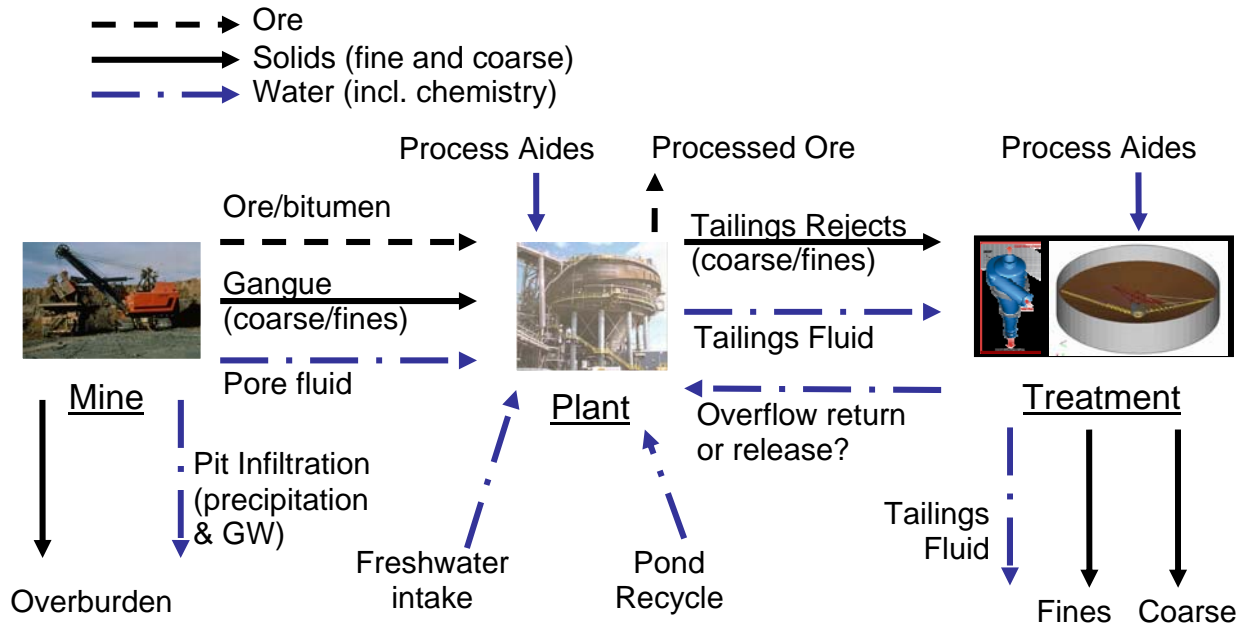 Ore
Solids (fine and coarse)
Water (incl. chemistry)
Process Aides
Processed Ore
Process Aides
Ore/bitumen
Gangue
(coarse/fines)
Pore fluid
Tailings Rejects
(coarse/fines)
Tailings Fluid
Overflow return
or release?
Mine
Plant
Treatment
Pit Infiltration
(precipitation
& GW)
Overburden
Freshwater
intake
Pond
Recycle
Tailings
Fluid
Fines
Coarse